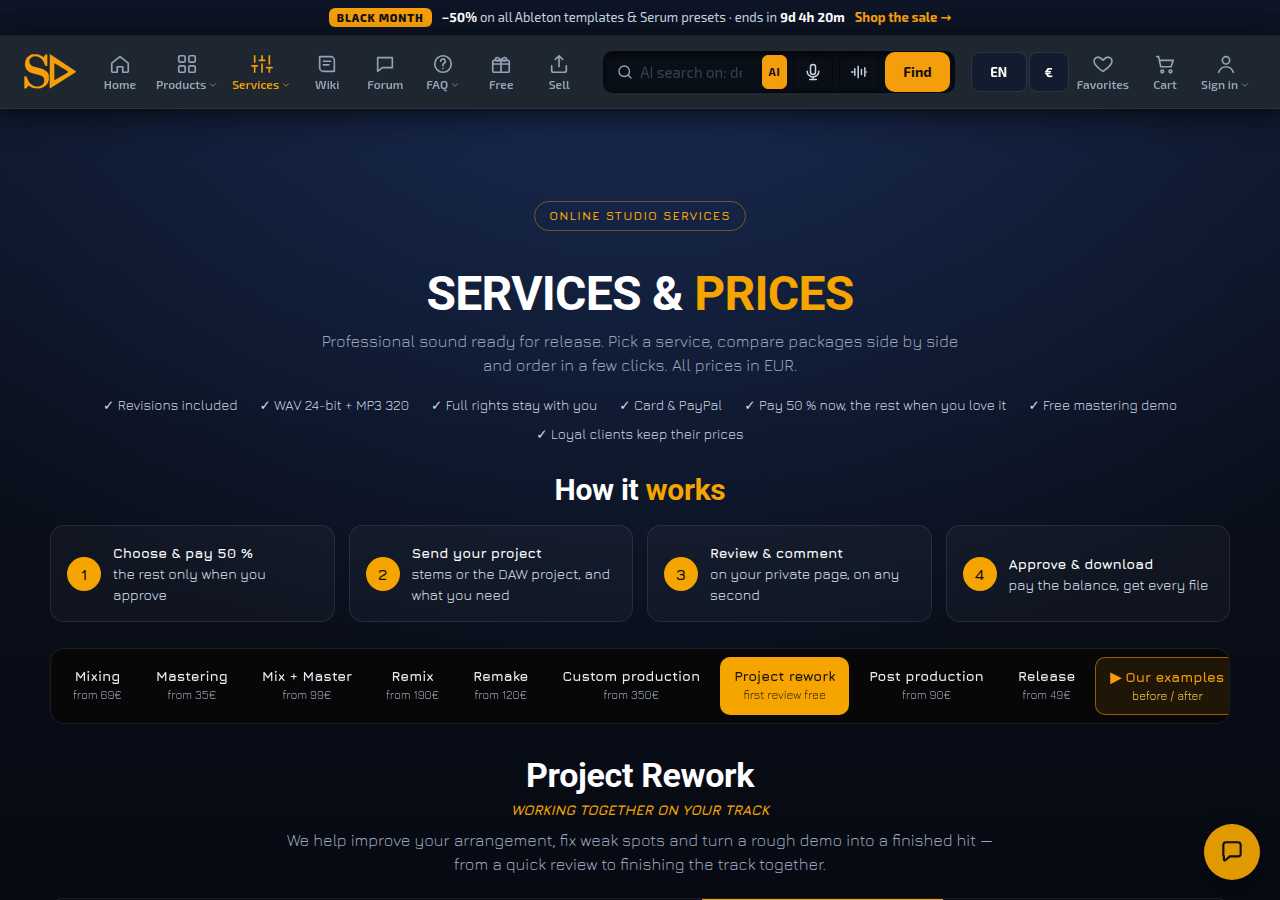 BLACK MONTH −50% on all Ableton templates & Serum presets · ends in 9d 4h 20m Shop the sale →
Home Products Services Wiki Forum FAQ Free Sell
AI search on: AI Find EN € Favorites Cart Sign in
ONLINE STUDIO SERVICES
SERVICES & PRICES
Professional sound ready for release. Pick a service, compare packages side by side
and order in a few clicks. All prices in EUR.
✓ Revisions included ✓ WAV 24-bit + MP3 320 ✓ Full rights stay with you ✓ Card & PayPal ✓ Pay 50 % now, the rest when you love it ✓ Free mastering demo
✓ Loyal clients keep their prices
How it works
1 Choose & pay 50 %
the rest only when you
approve
2 Send your project
stems or the DAW project, and
what you need
3 Review & comment
on your private page, on any
second
4 Approve & download
pay the balance, get every file
Mixing
from 69€
Mastering
from 35€
Mix + Master
from 99€
Remix
from 190€
Remake
from 120€
Custom production
from 350€
Project rework
first review free
Post production
from 90€
Release
from 49€
▶ Our examples
before / after
Project Rework
WORKING TOGETHER ON YOUR TRACK
We help improve your arrangement, fix weak spots and turn a rough demo into a finished hit —
from a quick review to finishing the track together.